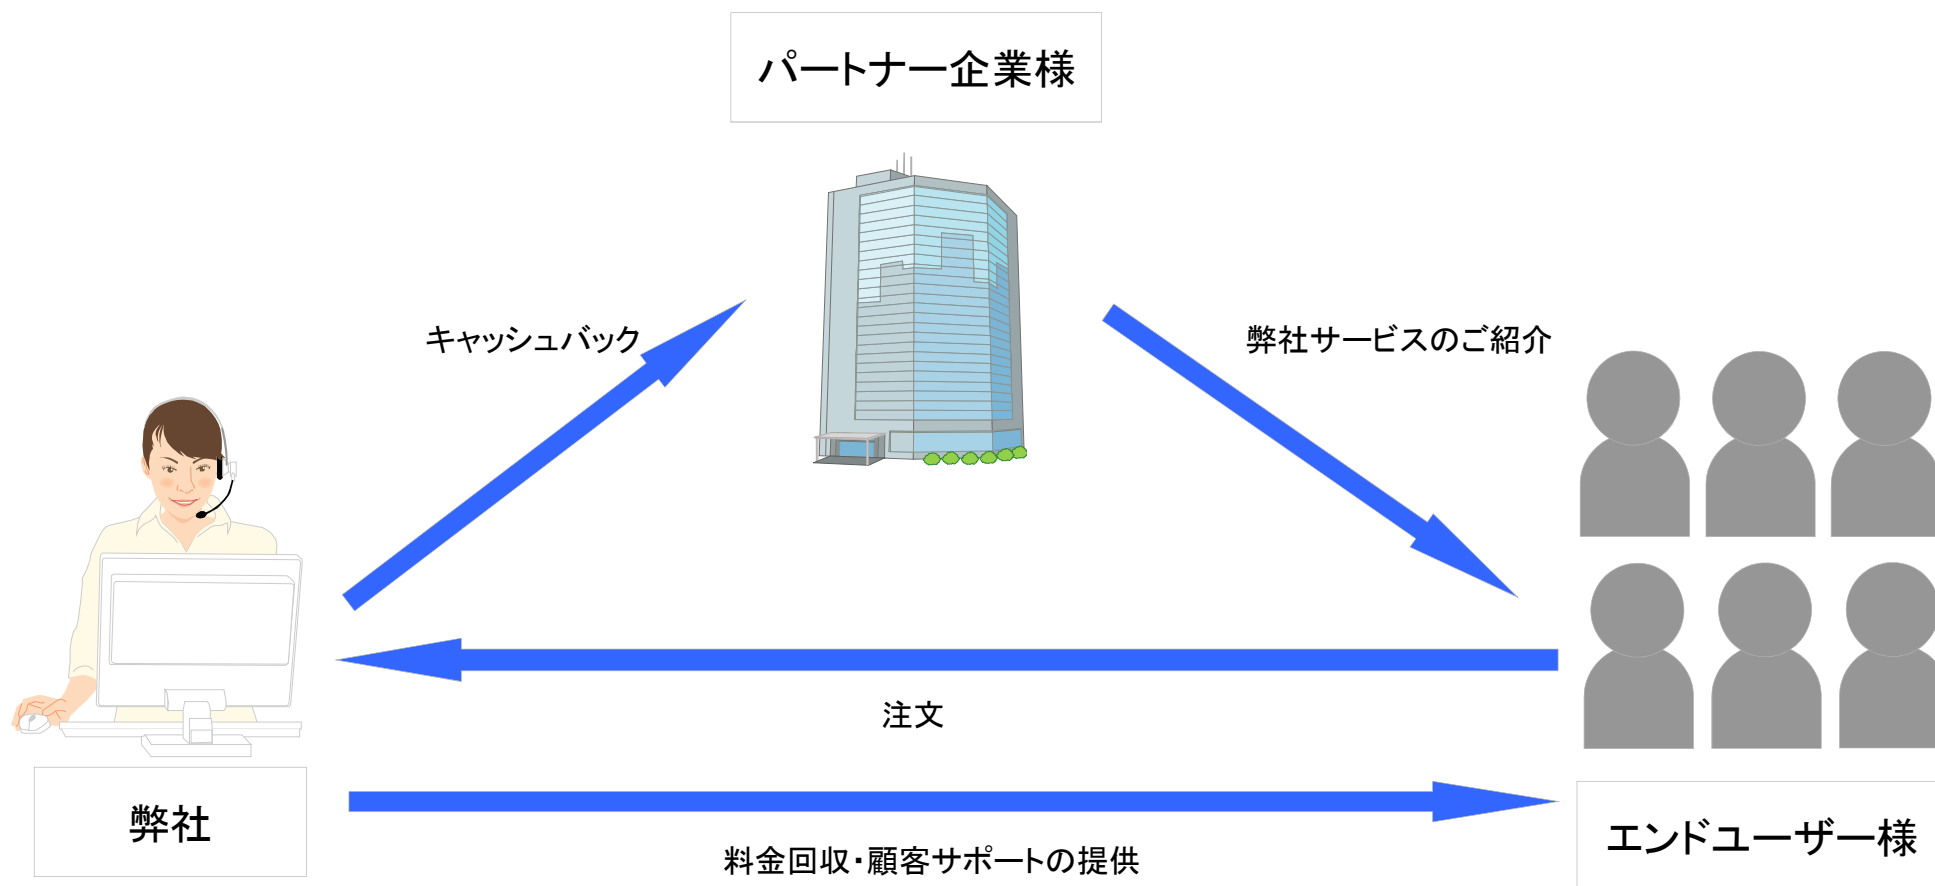 パートナー企業様
キャッシュバック
弊社サービスのご紹介
注文
弊社
エンドユーザー様
料金回収・顧客サポートの提供